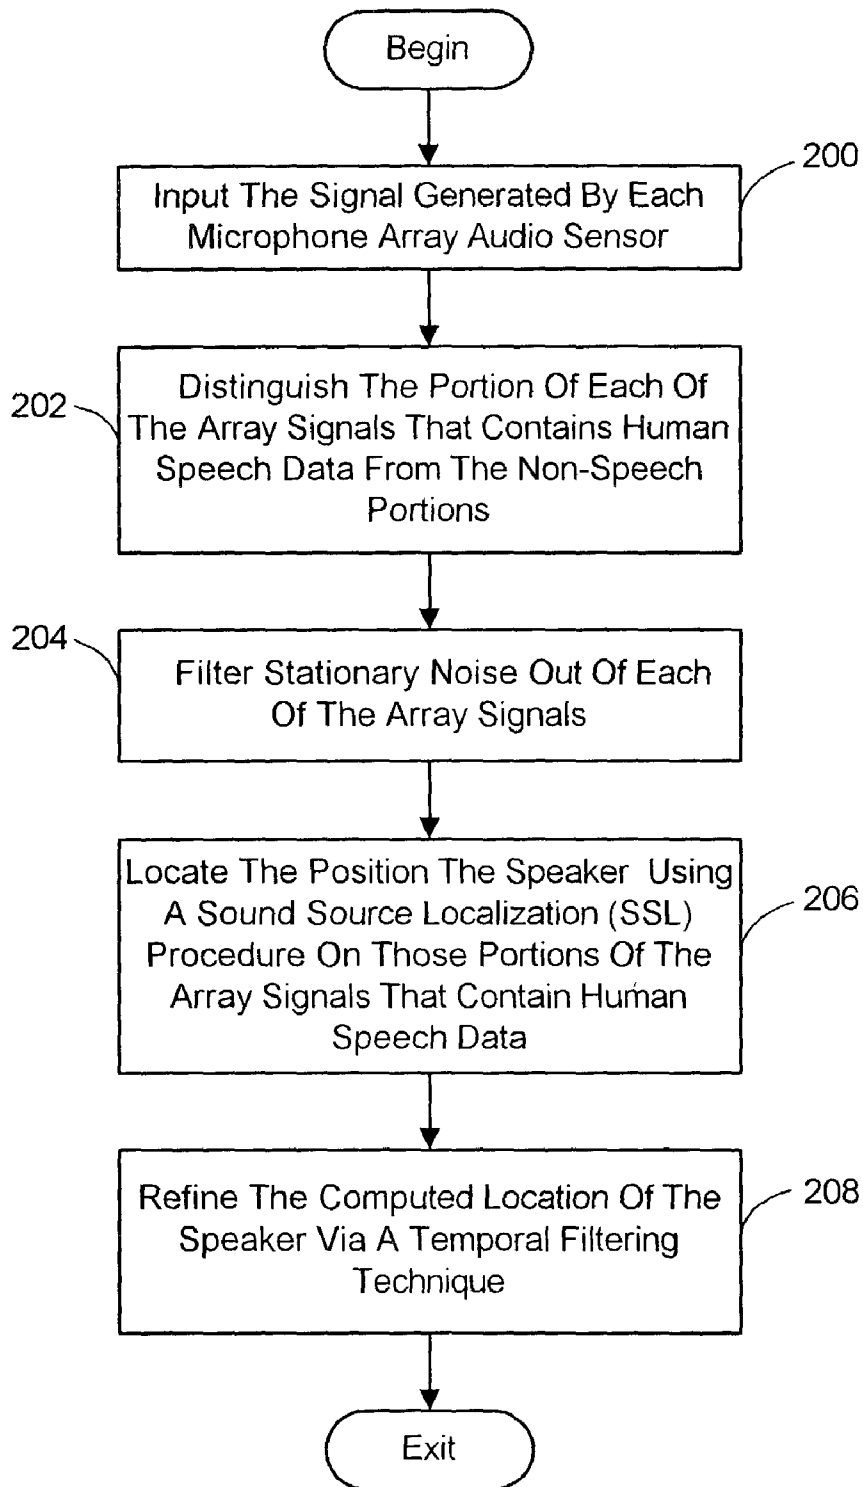 Begin
200
Input The Signal Generated By Each
Microphone Array Audio Sensor
202
Distinguish The Portion Of Each Of
The Array Signals That Contains Human
Speech Data From The Non-Speech
Portions
204
Filter Stationary Noise Out Of Each
Of The Array Signals
206
Locate The Position The Speaker Using
A Sound Source Localization (SSL)
Procedure On Those Portions Of The
Array Signals That Contain Human
Speech Data
208
Refine The Computed Location Of The
Speaker Via A Temporal Filtering
Technique
Exit